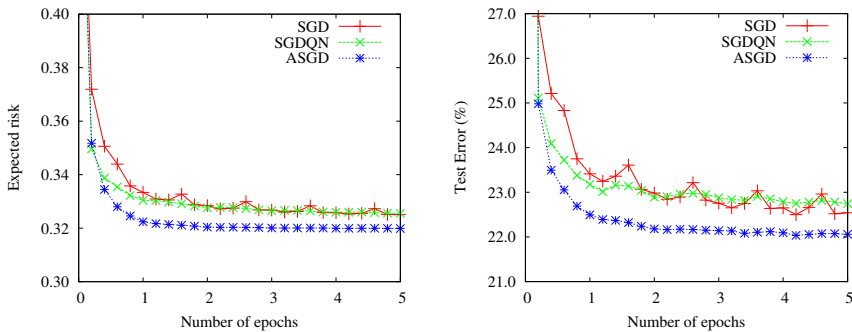 0.40
0.38
0.36
0.34
0.32
0.30
Expected risk
SGD
SGDQN
ASGD
0 1 2 3 4 5
Number of epochs
27.0
26.0
25.0
24.0
23.0
22.0
21.0
Test Error (%)
SGD
SGDQN
ASGD
0 1 2 3 4 5
Number of epochs